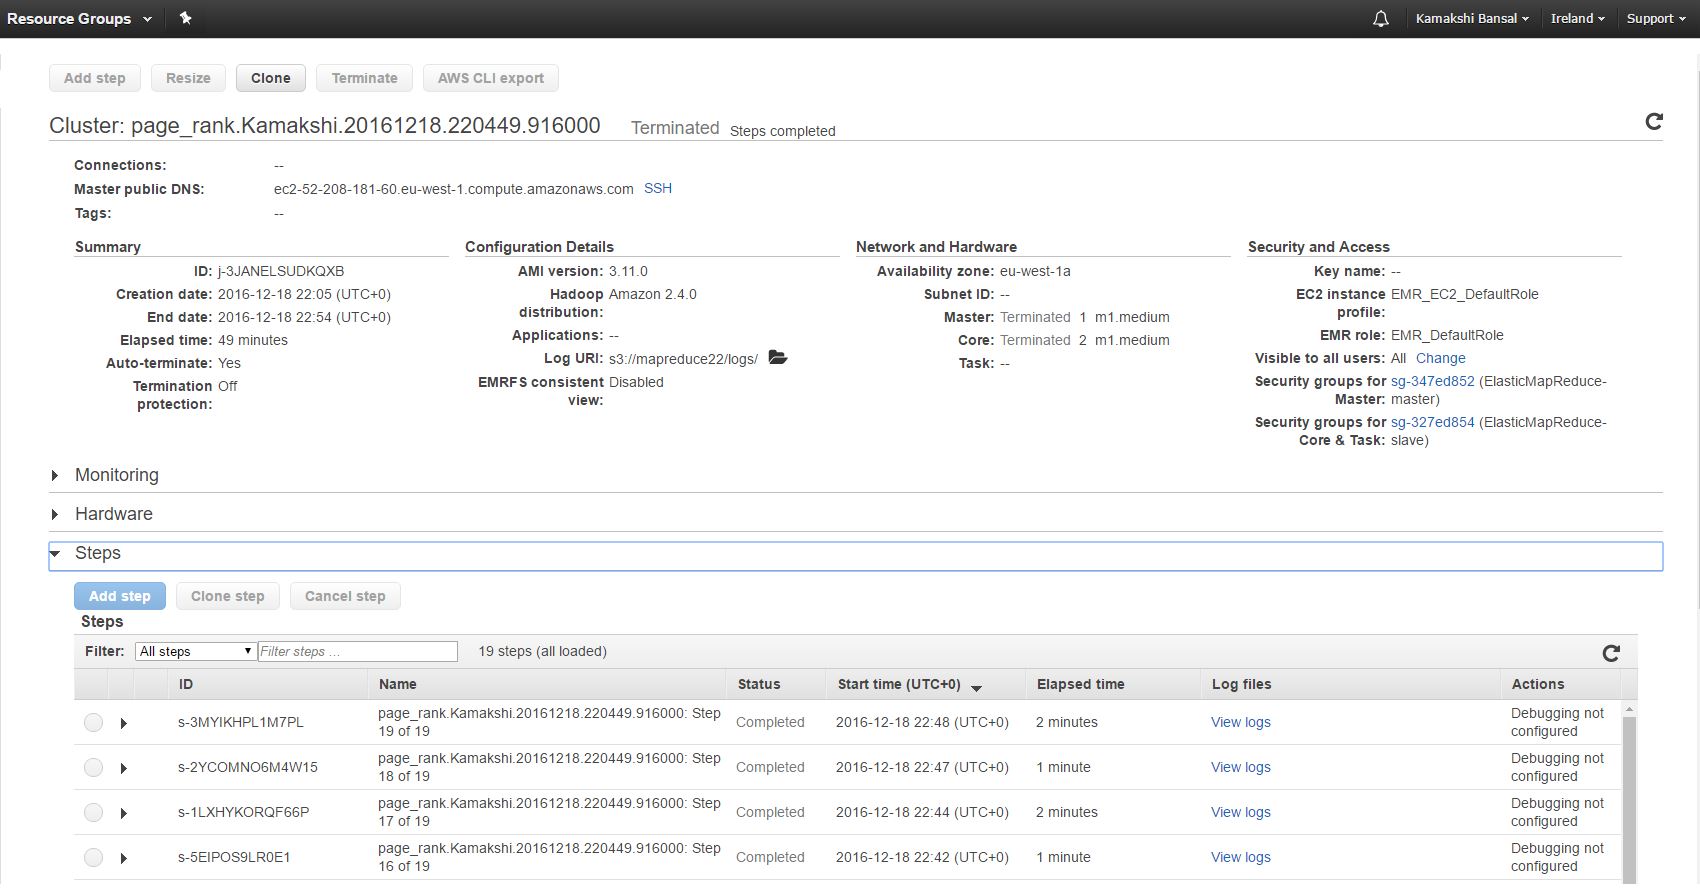 Resource Groups
Kamakshi Bansal
Ireland
Support
Add step
Resize
Clone
Terminate
AWS CLI export
Cluster: page_rank.Kamakshi.20161218.220449.916000 Terminated Steps completed
Connections: --
Master public DNS: ec2-52-208-181-60.eu-west-1.compute.amazonaws.com SSH
Tags: --
Summary
ID: j-3JANELSUDKQXB
Creation date: 2016-12-18 22:05 (UTC+0)
End date: 2016-12-18 22:54 (UTC+0)
Elapsed time: 49 minutes
Auto-terminate: Yes
Termination Off
protection:
Configuration Details
AMI version: 3.11.0
Hadoop Amazon 2.4.0
distribution:
Applications: --
Log URI: s3://mapreduce22/logs/
EMRFS consistent Disabled
view:
Network and Hardware
Availability zone: eu-west-1a
Subnet ID: --
Master: Terminated 1 m1.medium
Core: Terminated 2 m1.medium
Task: --
Security and Access
Key name: --
EC2 instance EMR_EC2_DefaultRole
profile:
EMR role: EMR_DefaultRole
Visible to all users: All Change
Security groups for sg-347ed852 (ElasticMapReduce-
Master: master)
Security groups for sg-327ed854 (ElasticMapReduce-
Core & Task: slave)
Monitoring
Hardware
Steps
Add step
Clone step
Cancel step
Steps
Filter: All steps Filter steps ... 19 steps (all loaded)
ID Name Status Start time (UTC+0) Elapsed time Log files Actions
s-3MYIKHPL1M7PL page_rank.Kamakshi.20161218.220449.916000: Step 19 of 19 Completed 2016-12-18 22:48 (UTC+0) 2 minutes View logs Debugging not configured
s-2YCOMNO6M4W15 page_rank.Kamakshi.20161218.220449.916000: Step 18 of 19 Completed 2016-12-18 22:47 (UTC+0) 1 minute View logs Debugging not configured
s-1LXHYKORQF66P page_rank.Kamakshi.20161218.220449.916000: Step 17 of 19 Completed 2016-12-18 22:44 (UTC+0) 2 minutes View logs Debugging not configured
s-5EIPOS9LR0E1 page_rank.Kamakshi.20161218.220449.916000: Step 16 of 19 Completed 2016-12-18 22:42 (UTC+0) 1 minute View logs Debugging not configured